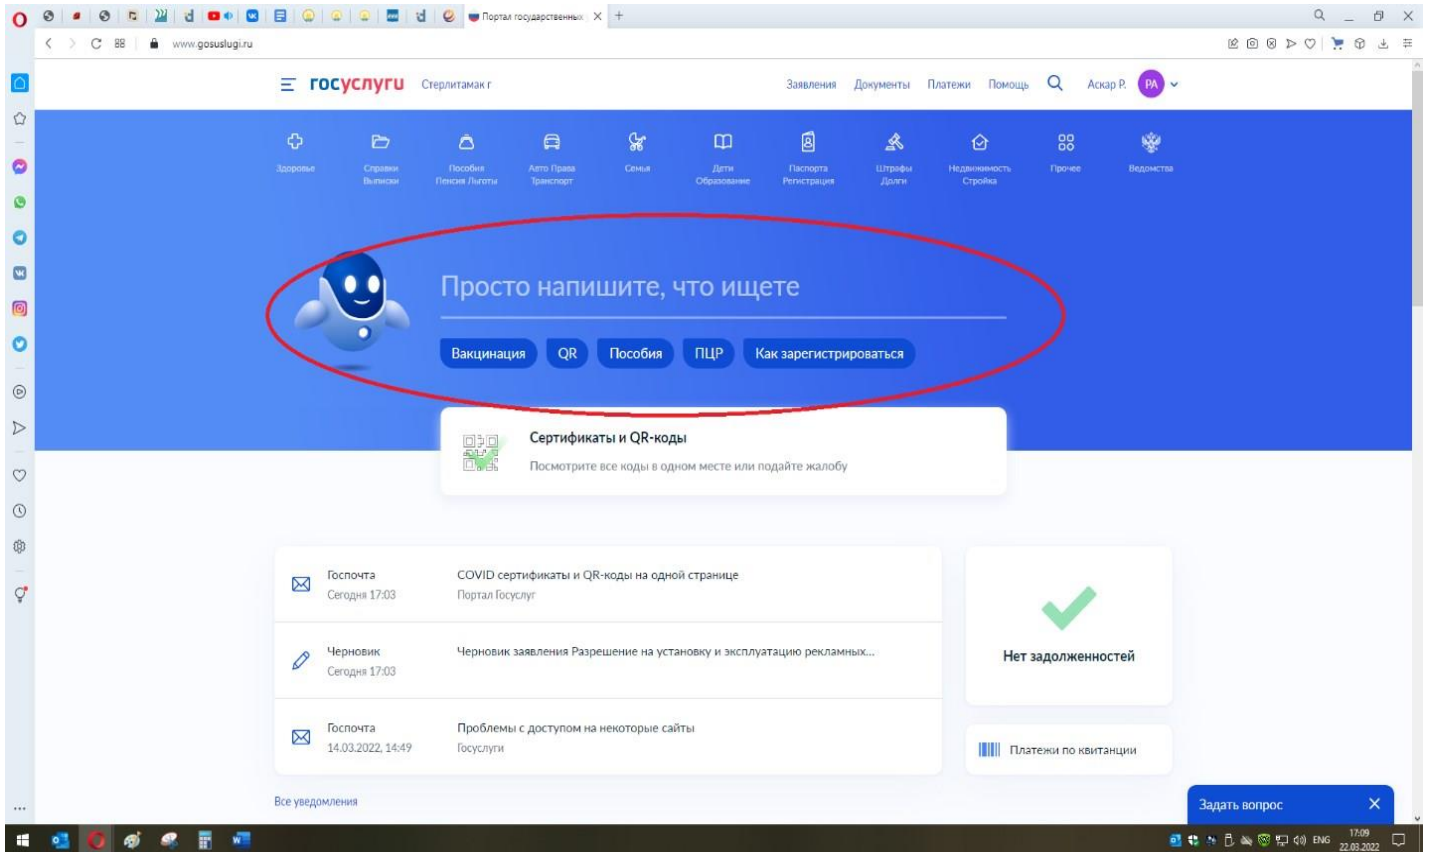 Портал государственных
www.gosuslugi.ru
госуслуги
Стерлитамак г
Заявления
Документы
Платежи
Помощь
Аскар Р.
РА
Здоровье
Справки
Выписки
Пособия
Пенсия Льготы
Авто Права
Транспорт
Семья
Дети
Образование
Паспорта
Регистрация
Штрафы
Долги
Недвижимость
Стройка
Прочее
Ведомства
Просто напишите, что ищете
Вакцинация
QR
Пособия
ПЦР
Как зарегистрироваться
Сертификаты и QR-коды
Посмотрите все коды в одном месте или подайте жалобу
Госпочта
Сегодня 17:03
COVID сертификаты и QR-коды на одной странице
Портал Госуслуг
Черновик
Сегодня 17:03
Черновик заявления Разрешение на установку и эксплуатацию рекламных...
Госпочта
14.03.2022, 14:49
Проблемы с доступом на некоторые сайты
Госуслуги
Нет задолженностей
Платежи по квитанции
Все уведомления
Задать вопрос
ENG
17:09
22.03.2022